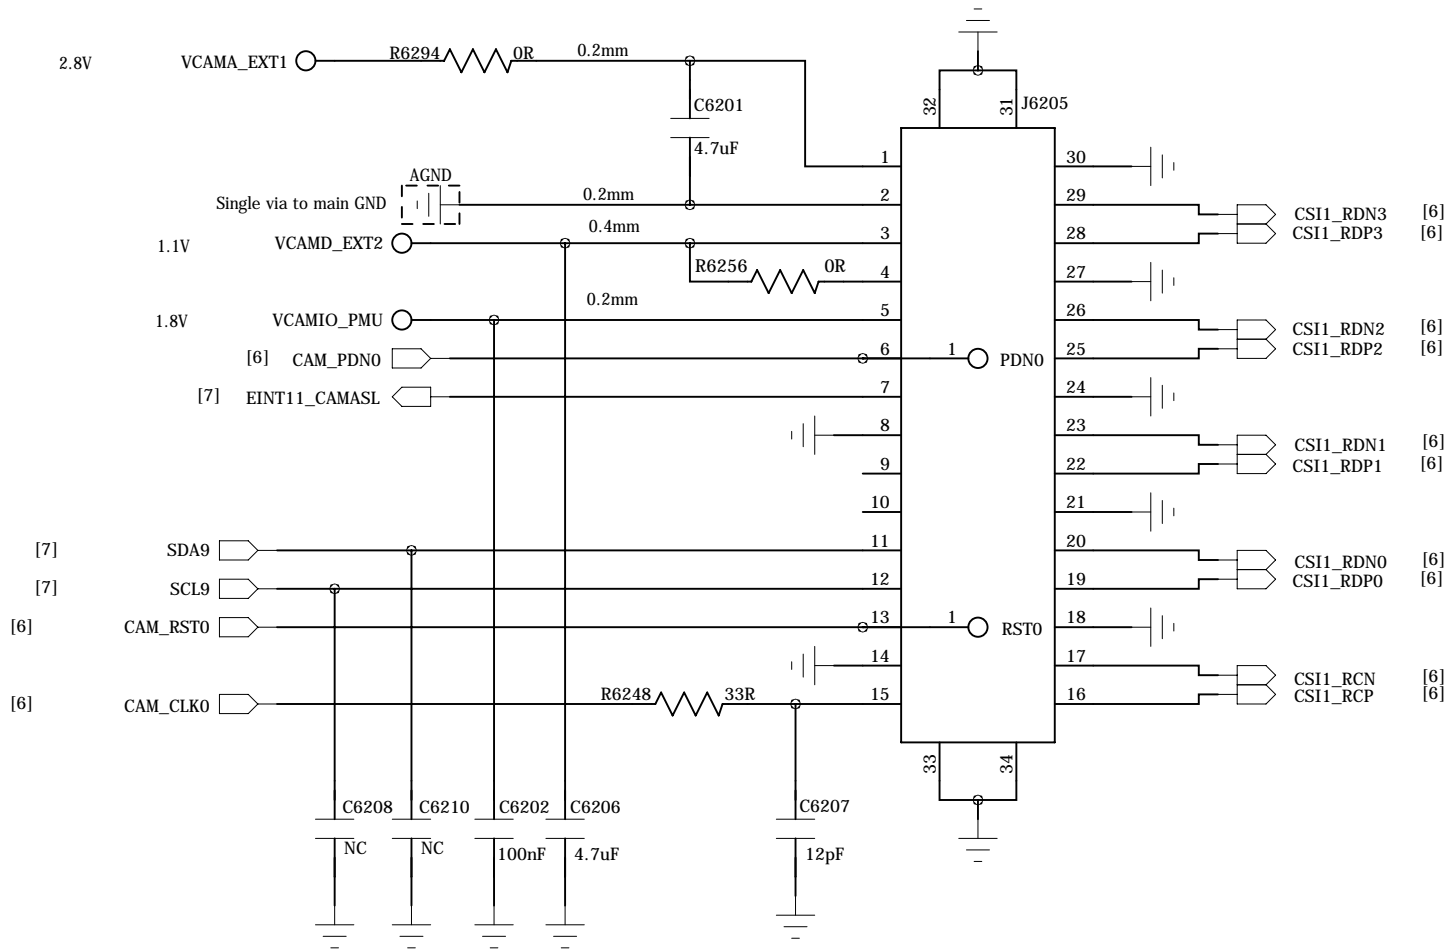 2.8V VCAMA_EXT1 R6294 0R 0.2mm
32 31 J6205
C6201
4.7uF
1 30
AGND
Single via to main GND 0.2mm 2 29 CSI1_RDN3 [6]
1.1V VCAMD_EXT2 0.4mm 3 28 CSI1_RDP3 [6]
R6256 0R 4 27
1.8V VCAMIO_PMU 0.2mm 5 26 CSI1_RDN2 [6]
[6] CAM_PDN0 6 1 PDN0 25 CSI1_RDP2 [6]
[7] EINT11_CAMASL 7 24
8 23 CSI1_RDN1 [6]
9 22 CSI1_RDP1 [6]
10 21
[7] SDA9 11 20 CSI1_RDN0 [6]
[7] SCL9 12 19 CSI1_RDP0 [6]
[6] CAM_RST0 13 1 RST0 18
14 17 CSI1_RCN [6]
[6] CAM_CLK0 R6248 33R 15 16 CSI1_RCP [6]
33 34
C6208 C6210 C6202 C6206 C6207
NC NC 100nF 4.7uF 12pF